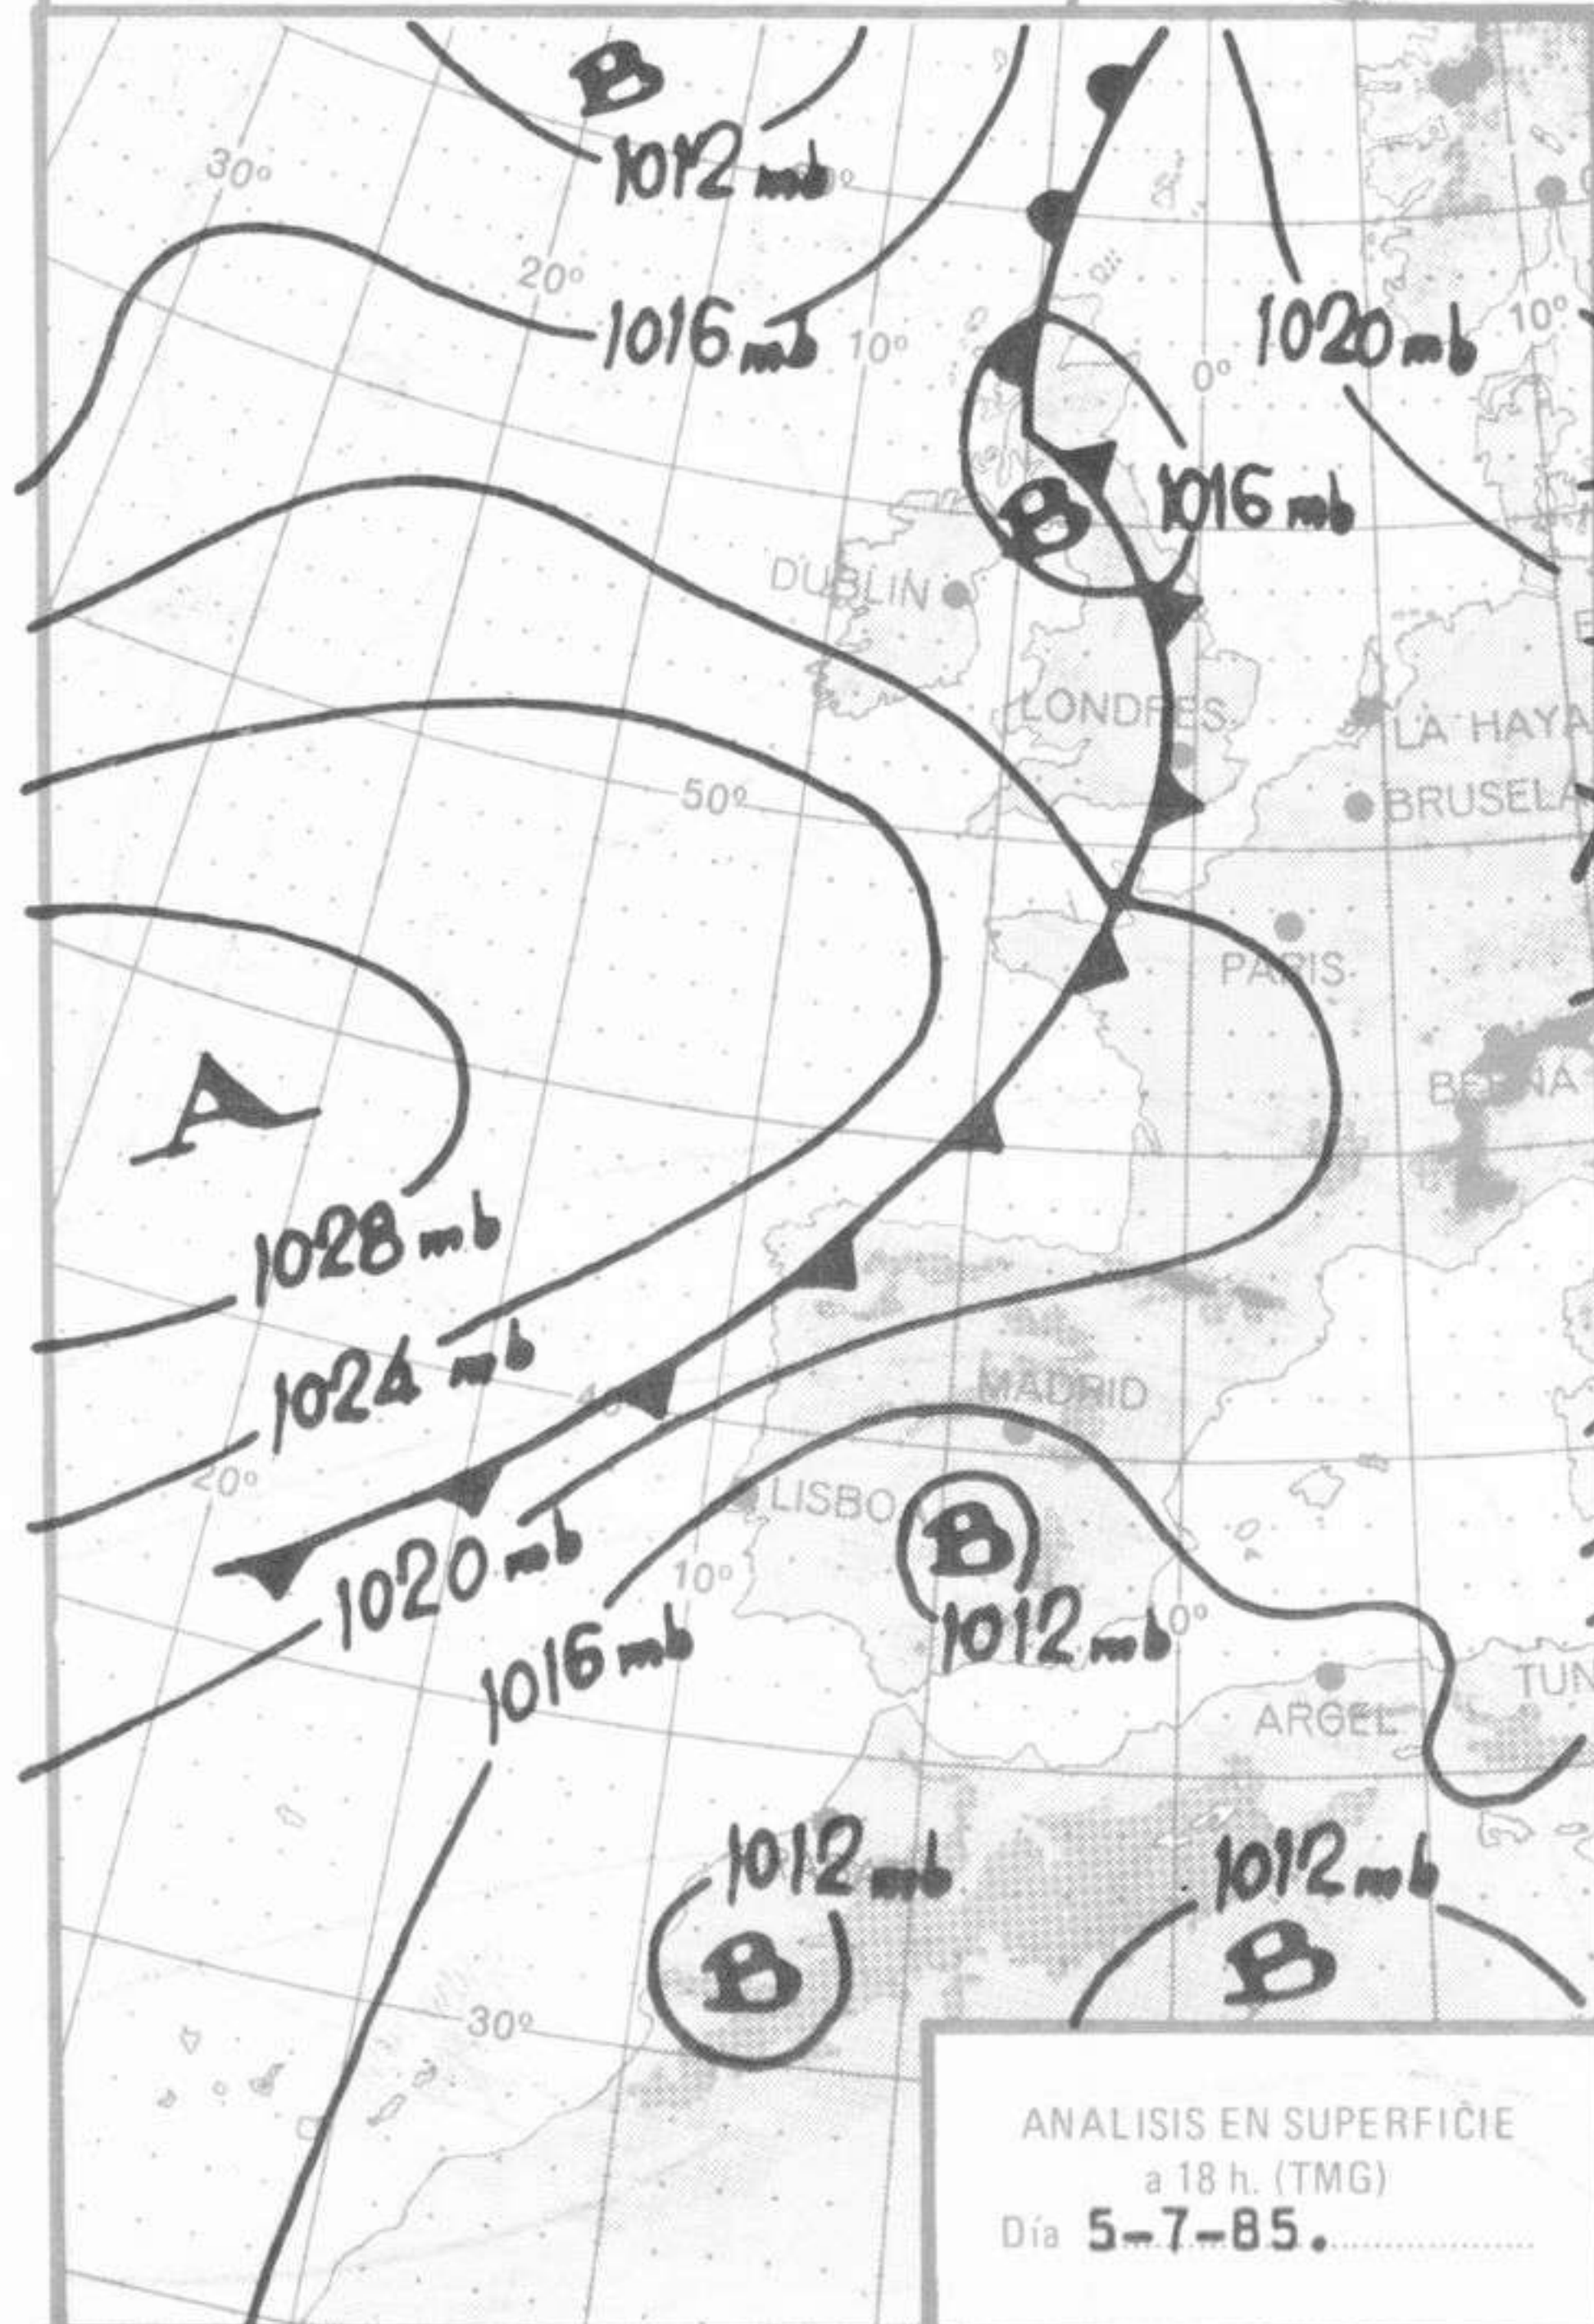 B
1012 mb
30°
20°
1016 mb
10°
1020 mb
10°
0°
B
1016 mb
DUBLIN
LONDRES
LA HAYA
50°
BRUSELA
PARIS
BERNA
A
1028 mb
1024 mb
MADRID
20°
LISBO
B
1020 mb
10°
0°
1012 mb
1016 mb
TUN
ARGEL
1012 mb
1012 mb
B
B
30°
ANALISIS EN SUPERFICIE
a 18 h. (TMG)
Día 5-7-85.